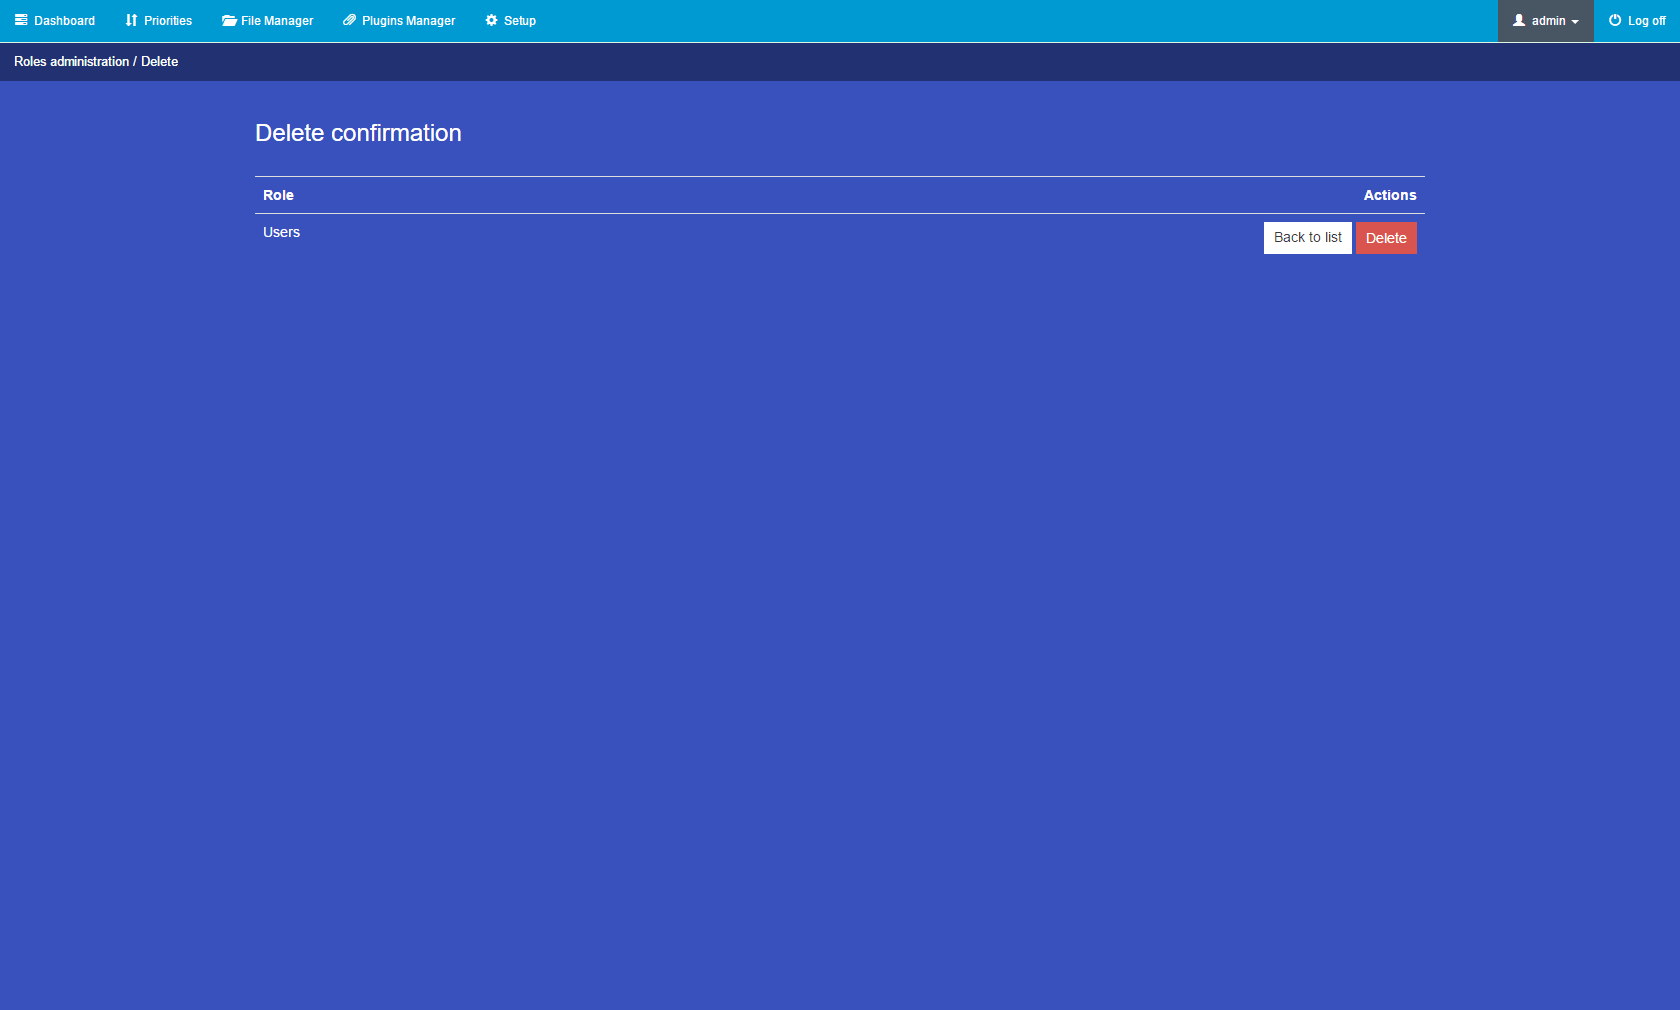 Dashboard Priorities File Manager Plugins Manager Setup admin Log off
Roles administration / Delete
Delete confirmation
Role Actions
Users Back to list Delete